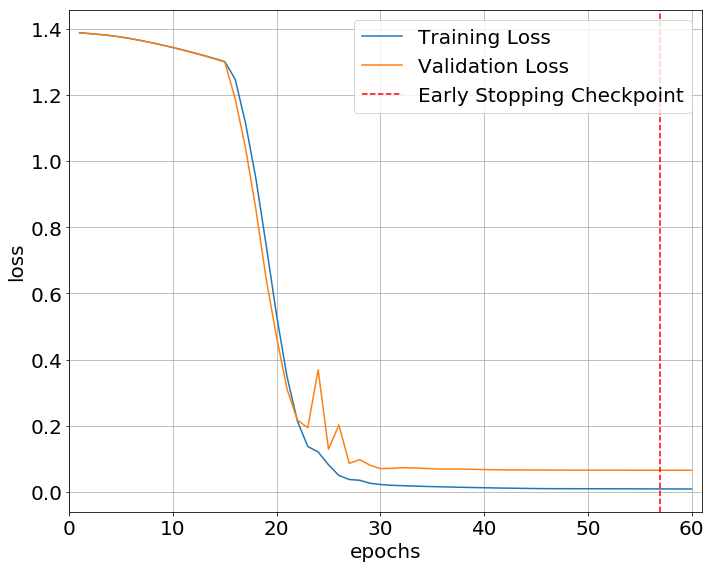 Training Loss
Validation Loss
Early Stopping Checkpoint
1.4
1.2
1.0
0.8
0.6
0.4
0.2
0.0
loss
0 10 20 30 40 50 60
epochs